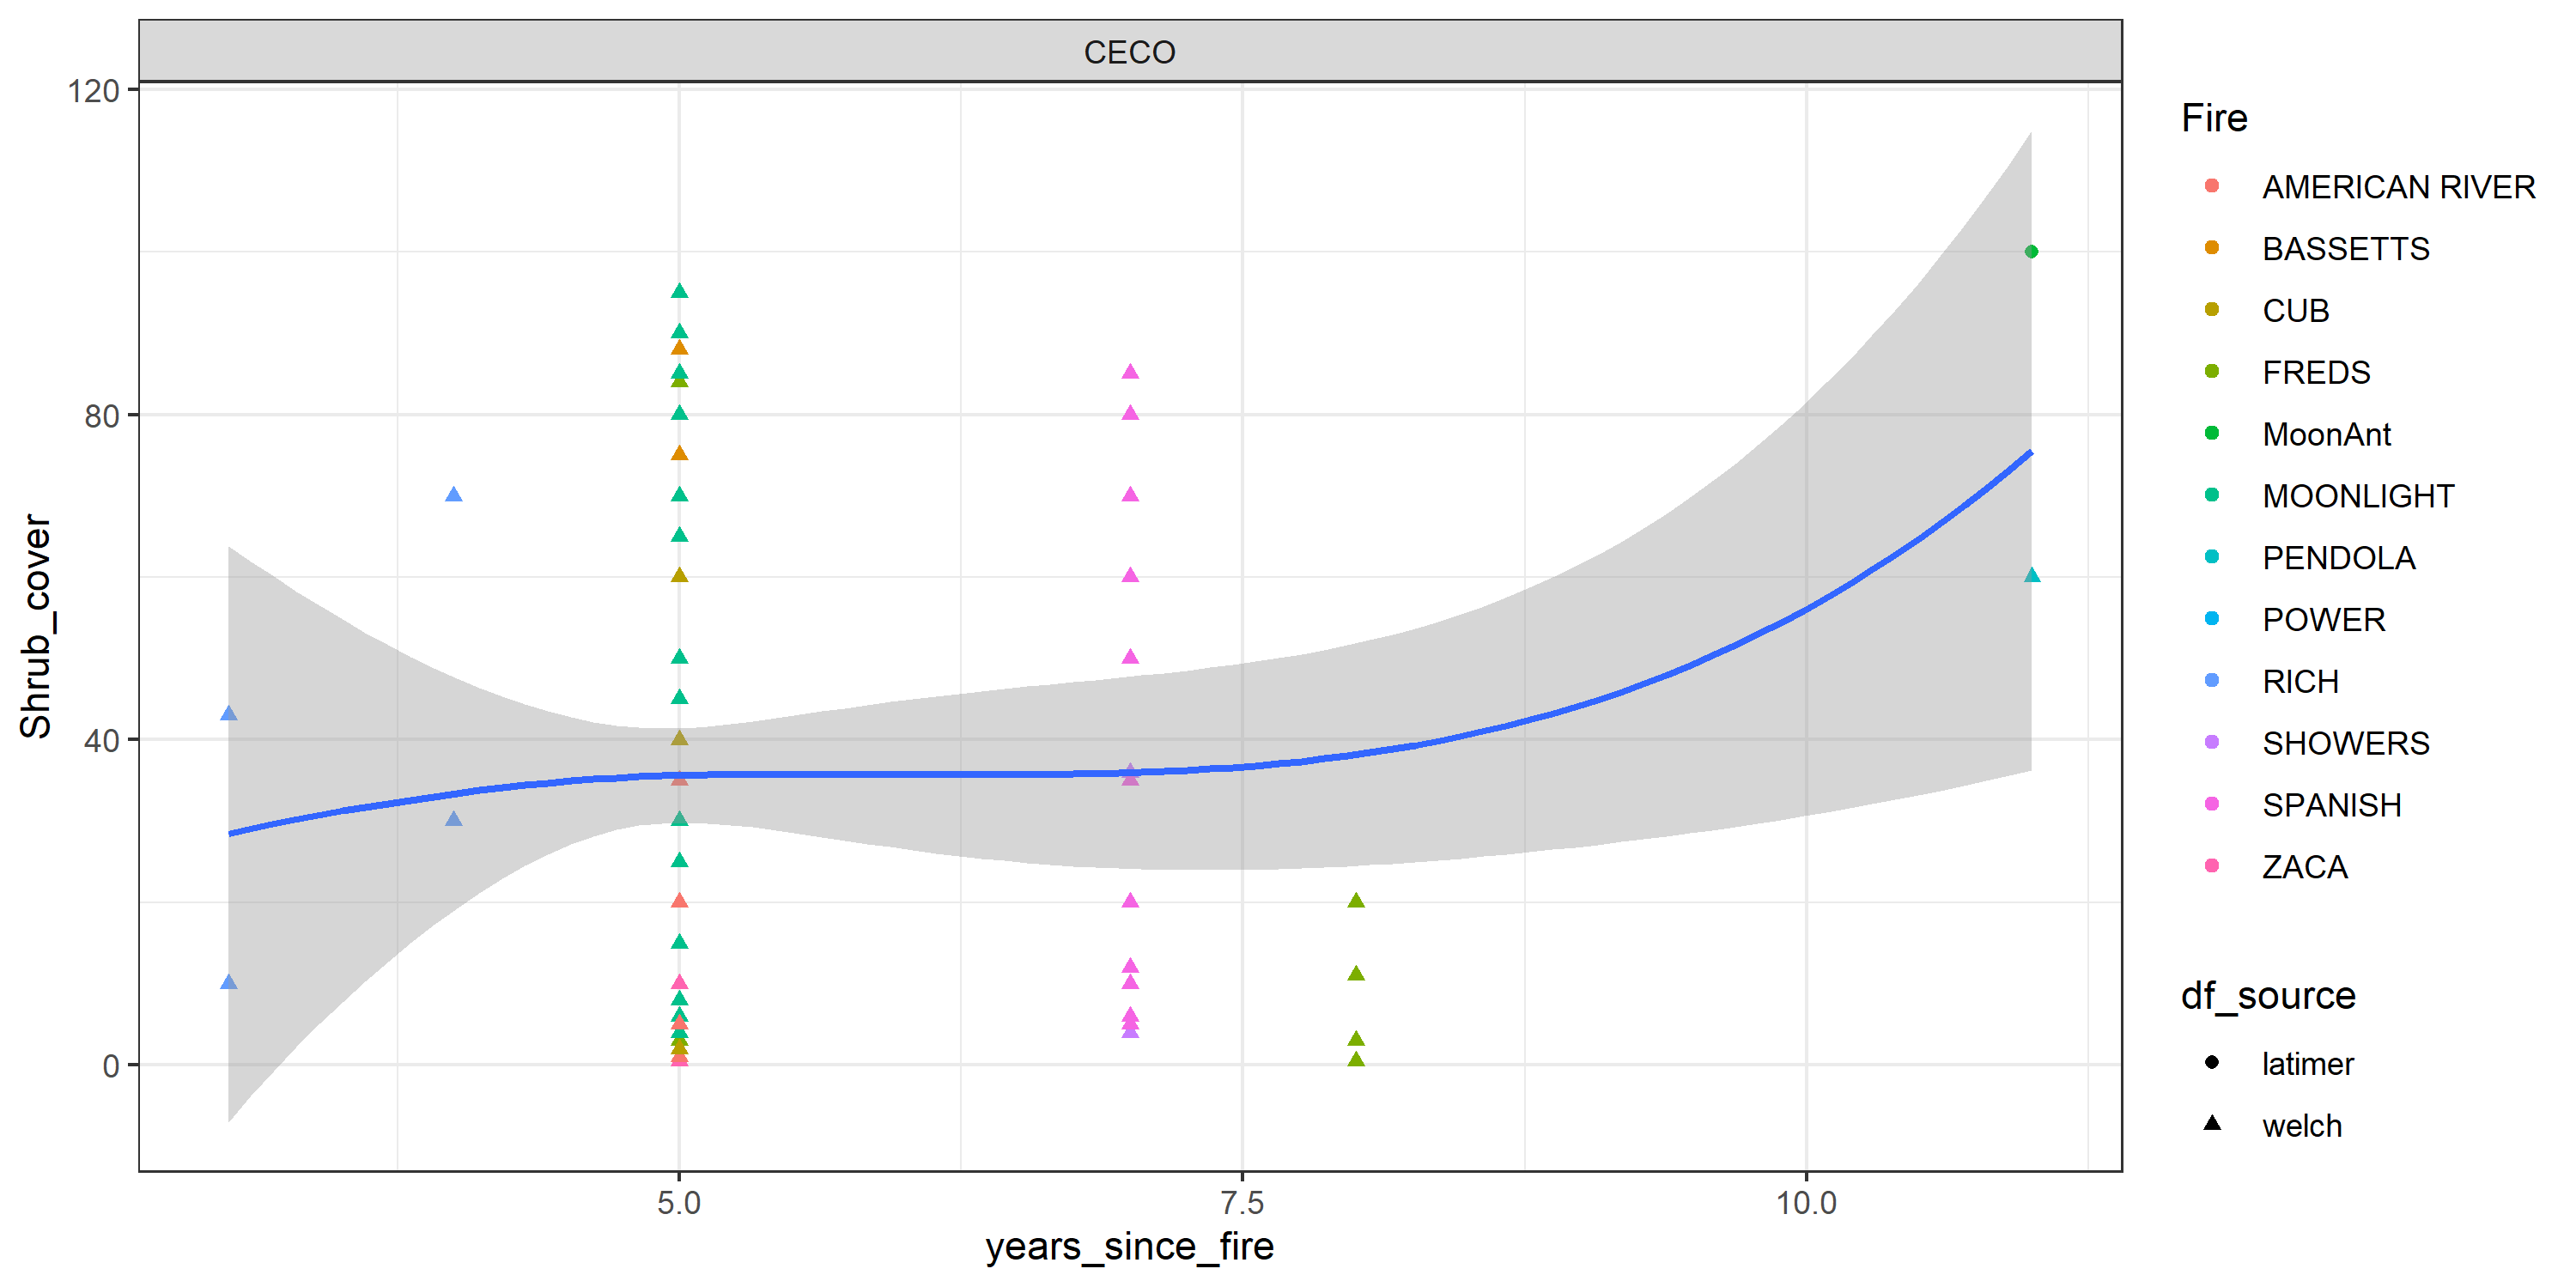 CECO
Shrub_cover
120
80
40
0
5.0
7.5
10.0
years_since_fire
Fire
AMERICAN RIVER
BASSETTS
CUB
FREDS
MoonAnt
MOONLIGHT
PENDOLA
POWER
RICH
SHOWERS
SPANISH
ZACA
df_source
latimer
welch